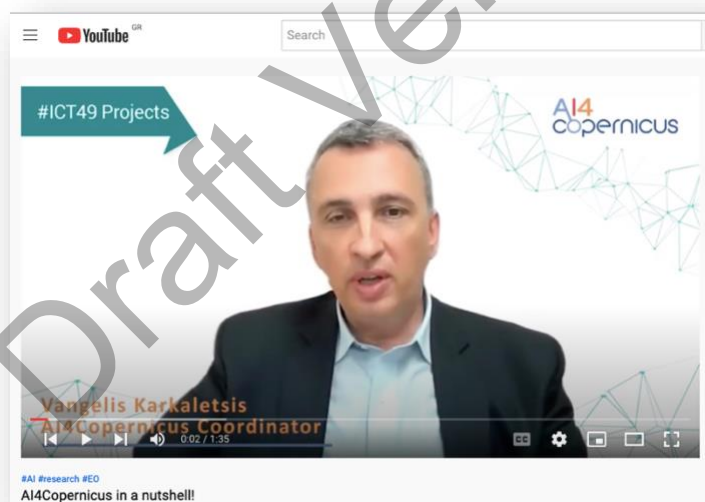 YouTube GR
Search
#ICT49 Projects
AI4
copernicus
Draft Ver
Vangelis Karkaletsis
AI4Copernicus Coordinator
0:02 / 1:35
CC
#AI #research #EO
AI4Copernicus in a nutshell!